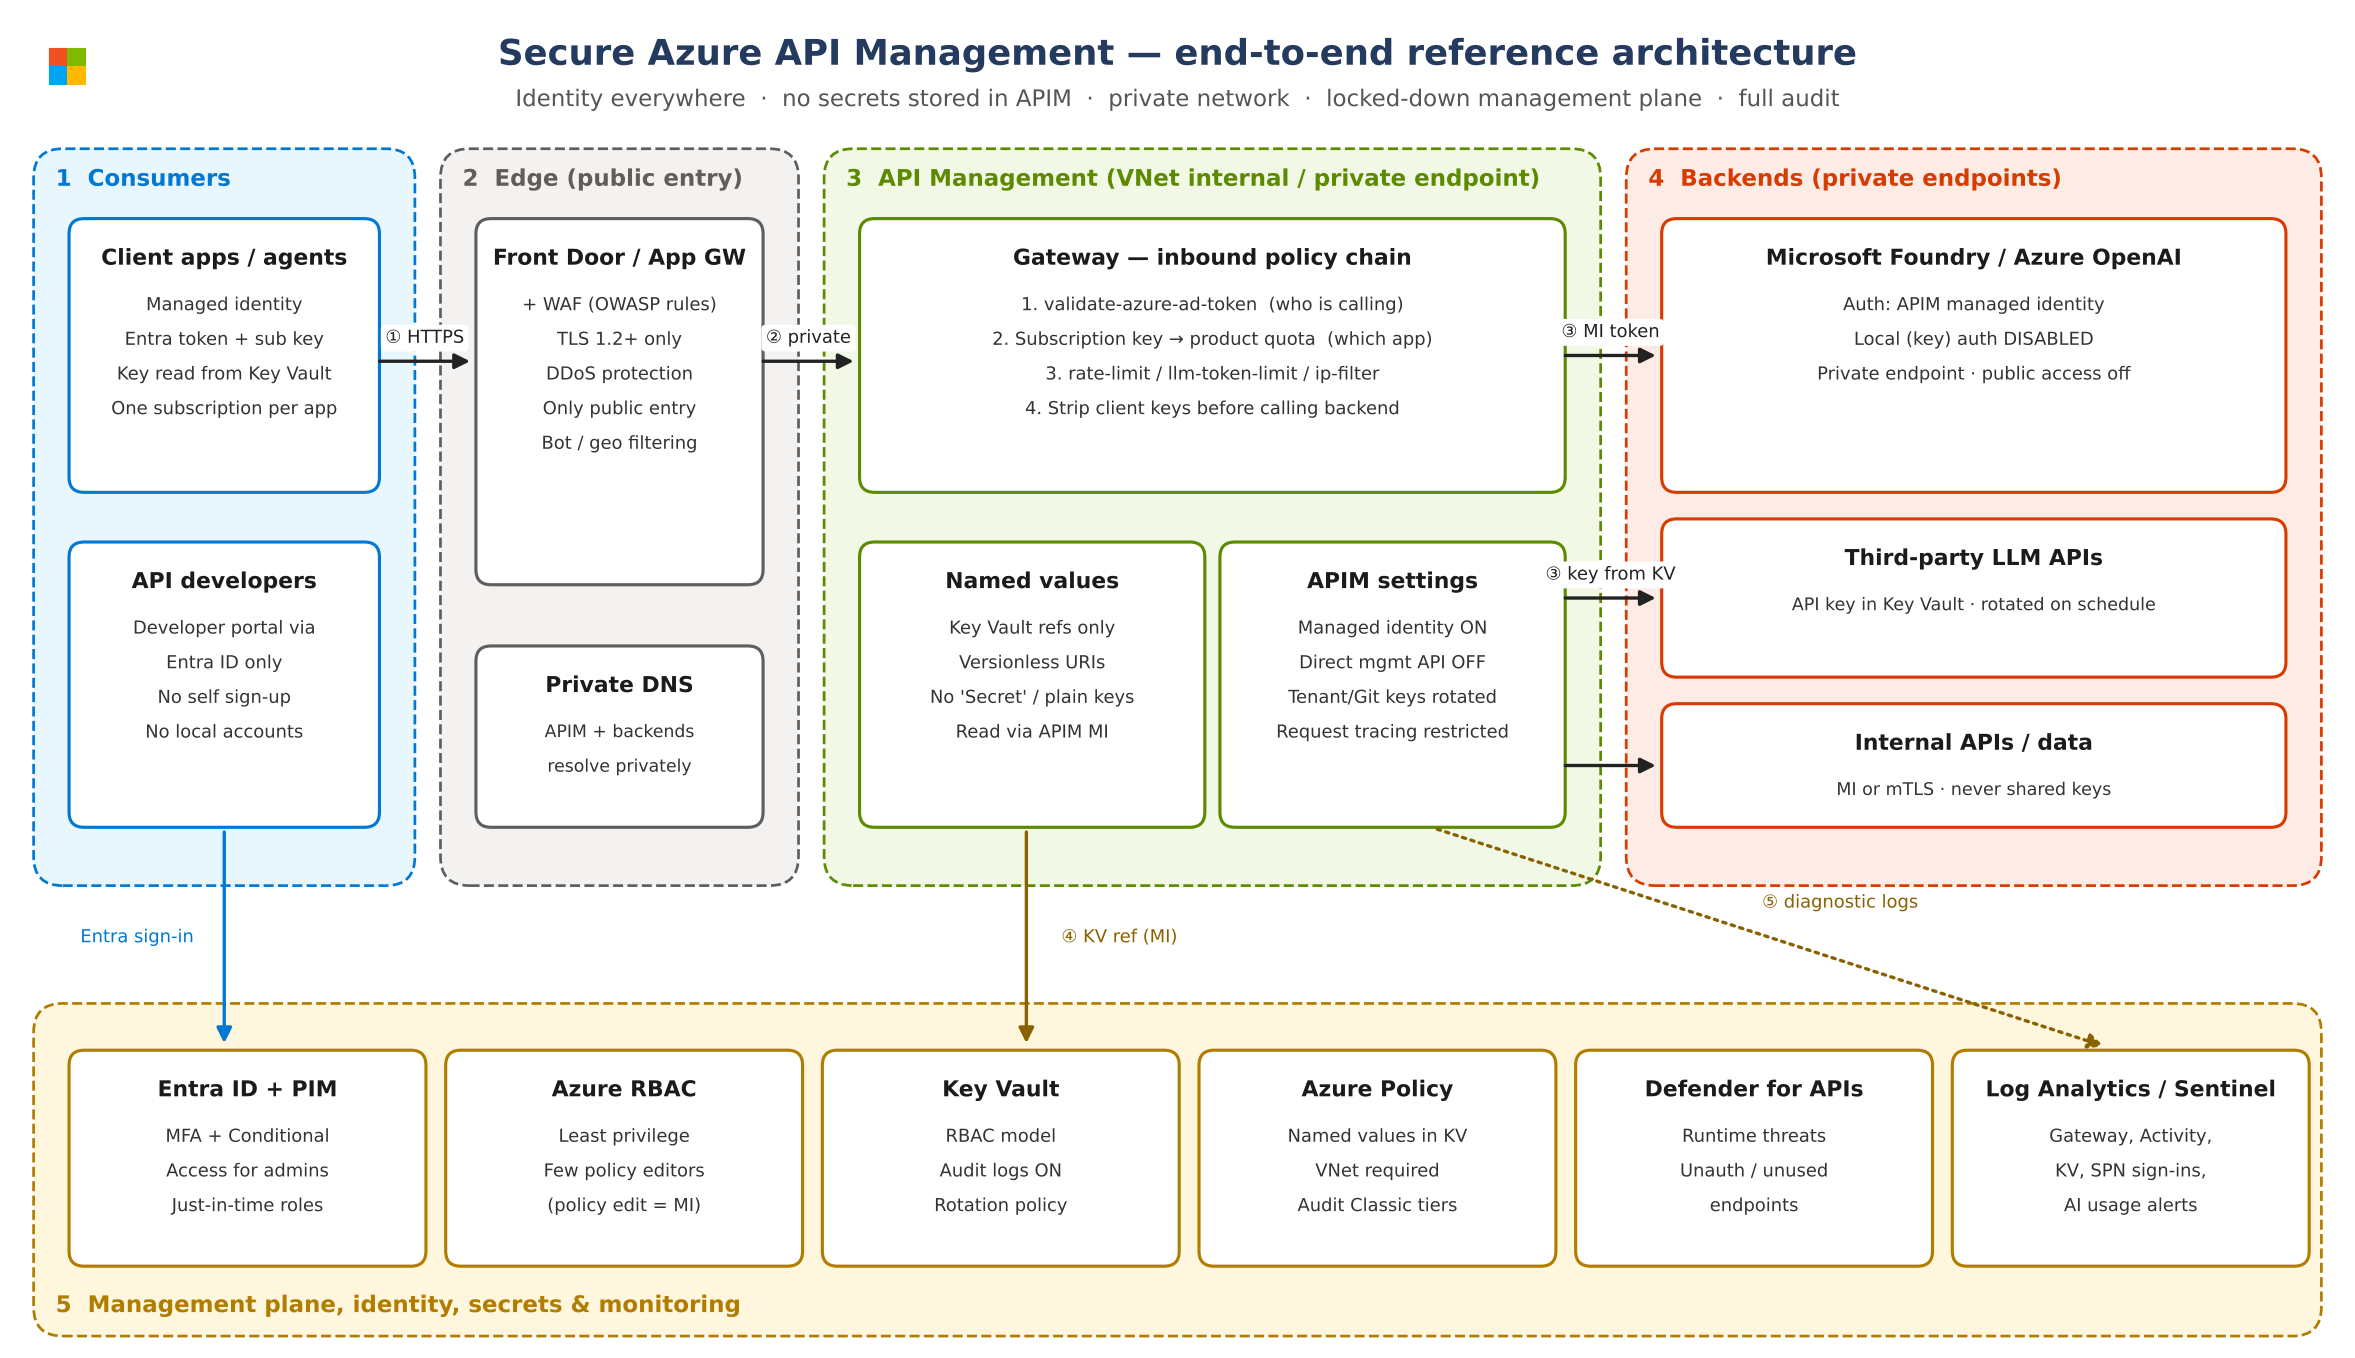 Secure Azure API Management — end-to-end reference architecture
Identity everywhere · no secrets stored in APIM · private network · locked-down management plane · full audit
1 Consumers
Client apps / agents
Managed identity
Entra token + sub key
Key read from Key Vault
One subscription per app
API developers
Developer portal via
Entra ID only
No self sign-up
No local accounts
① HTTPS
2 Edge (public entry)
Front Door / App GW
+ WAF (OWASP rules)
TLS 1.2+ only
DDoS protection
Only public entry
Bot / geo filtering
Private DNS
APIM + backends
resolve privately
② private
3 API Management (VNet internal / private endpoint)
Gateway — inbound policy chain
1. validate-azure-ad-token (who is calling)
2. Subscription key → product quota (which app)
3. rate-limit / llm-token-limit / ip-filter
4. Strip client keys before calling backend
Named values
Key Vault refs only
Versionless URIs
No 'Secret' / plain keys
Read via APIM MI
APIM settings
Managed identity ON
Direct mgmt API OFF
Tenant/Git keys rotated
Request tracing restricted
③ MI token
③ key from KV
4 Backends (private endpoints)
Microsoft Foundry / Azure OpenAI
Auth: APIM managed identity
Local (key) auth DISABLED
Private endpoint · public access off
Third-party LLM APIs
API key in Key Vault · rotated on schedule
Internal APIs / data
MI or mTLS · never shared keys
Entra sign-in
④ KV ref (MI)
⑤ diagnostic logs
Entra ID + PIM
MFA + Conditional
Access for admins
Just-in-time roles
Azure RBAC
Least privilege
Few policy editors
(policy edit = MI)
Key Vault
RBAC model
Audit logs ON
Rotation policy
Azure Policy
Named values in KV
VNet required
Audit Classic tiers
Defender for APIs
Runtime threats
Unauth / unused
endpoints
Log Analytics / Sentinel
Gateway, Activity,
KV, SPN sign-ins,
AI usage alerts
5 Management plane, identity, secrets & monitoring